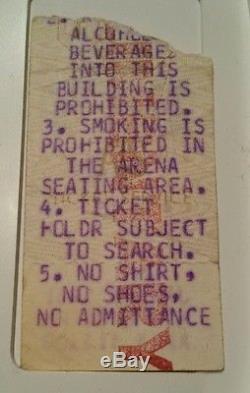 ALCOHOLIC
BEVERAGES
INTO THIS
BUILDING IS
PROHIBITED.
3. SMOKING IS
PROHIBITED IN
THE ARENA
SEATING AREA.
4. TICKET
HOLDR SUBJECT
TO SEARCH.
5. NO SHIRT,
NO SHOES,
NO ADMITTANCE